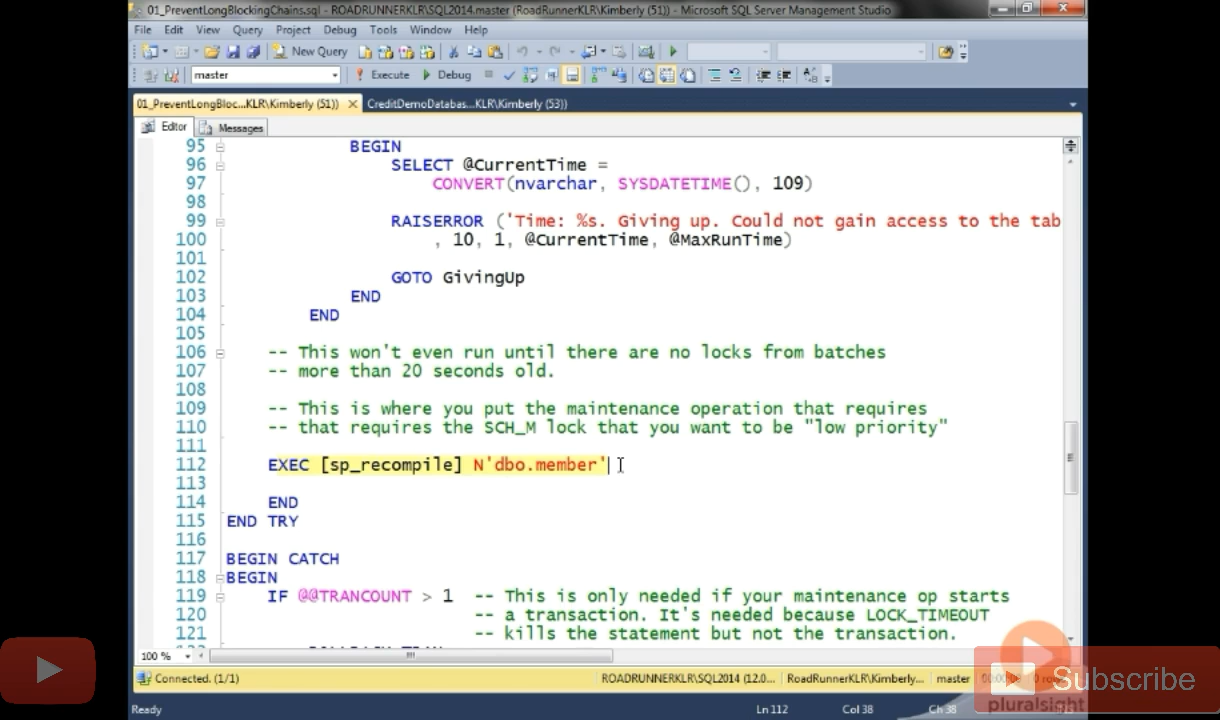 01_PreventLongBlockingChains.sql - ROADRUNNERKLR\SQL2014.master (RoadRunnerKLR\Kimberly (51)) - Microsoft SQL Server Management Studio
File Edit View Query Project Debug Tools Window Help
New Query
master Execute Debug
01_PreventLongBloc...KLR\Kimberly (51)) CreditDemoDatabas...KLR\Kimberly (53))
Editor Messages
95 BEGIN
96 SELECT @CurrentTime =
97 CONVERT(nvarchar, SYSDATETIME(), 109)
98
99 RAISERROR ('Time: %s. Giving up. Could not gain access to the tab
100 , 10, 1, @CurrentTime, @MaxRunTime)
101
102 GOTO GivingUp
103 END
104 END
105
106 -- This won't even run until there are no locks from batches
107 -- more than 20 seconds old.
108
109 -- This is where you put the maintenance operation that requires
110 -- that requires the SCH_M lock that you want to be "low priority"
111
112 EXEC [sp_recompile] N'dbo.member'
113
114 END
115 END TRY
116
117 BEGIN CATCH
118 BEGIN
119 IF @@TRANCOUNT > 1 -- This is only needed if your maintenance op starts
120 -- a transaction. It's needed because LOCK_TIMEOUT
121 -- kills the statement but not the transaction.
100 %
Connected. (1/1) ROADRUNNERKLR\SQL2014 (12.0... RoadRunnerKLR\Kimberly... master
Subscribe
pluralsight
Ready Ln 112 Col 38 Ch 38